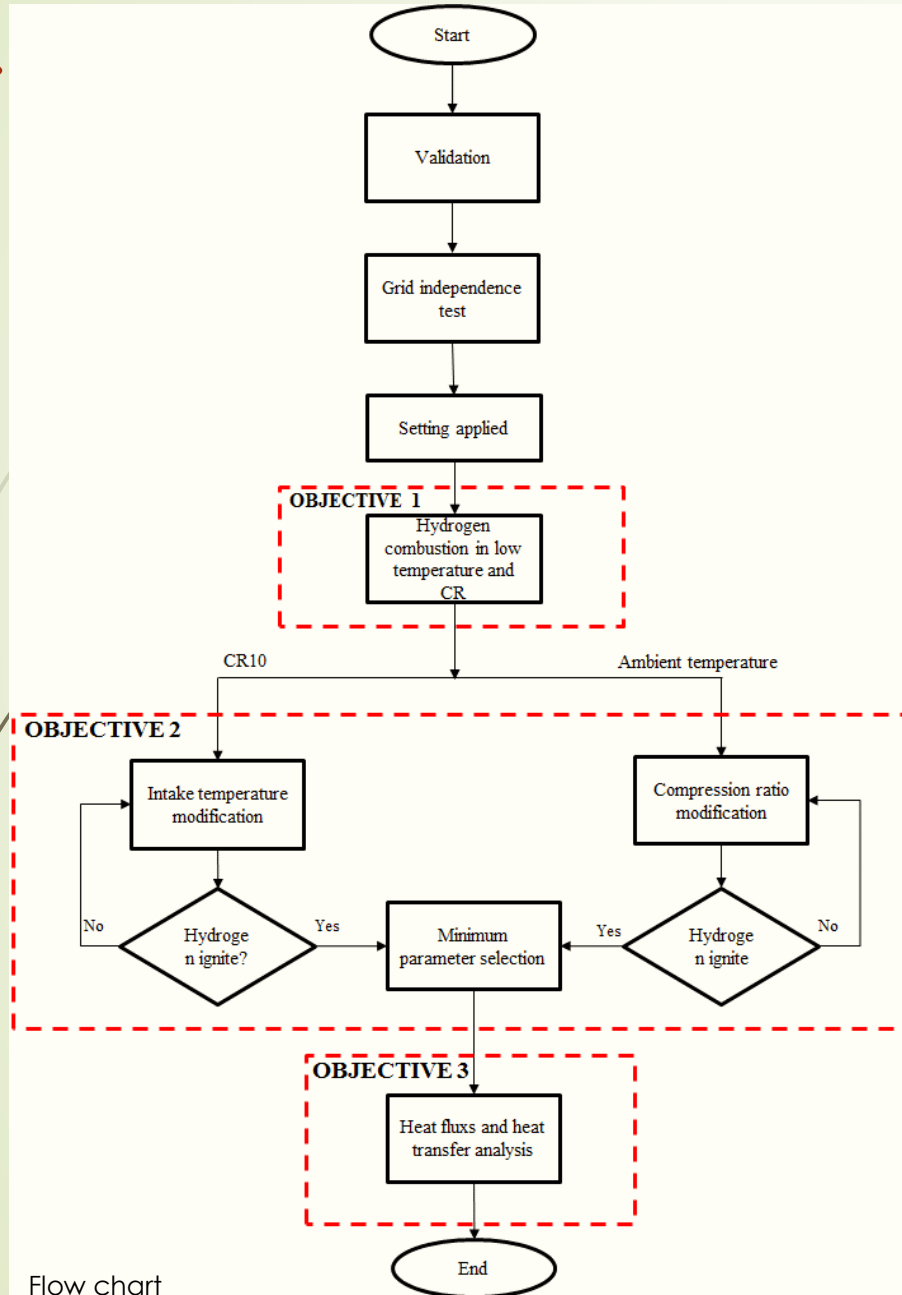 Start
Validation
Grid independence
test
Setting applied
OBJECTIVE 1
Hydrogen
combustion in low
temperature and
CR
CR10
Ambient temperature
OBJECTIVE 2
Intake temperature
modification
Compression ratio
modification
No
Hydroge
n ignite?
Yes
Minimum
parameter selection
Yes
Hydroge
n ignite
No
OBJECTIVE 3
Heat fluxs and heat
transfer analysis
End
Flow chart